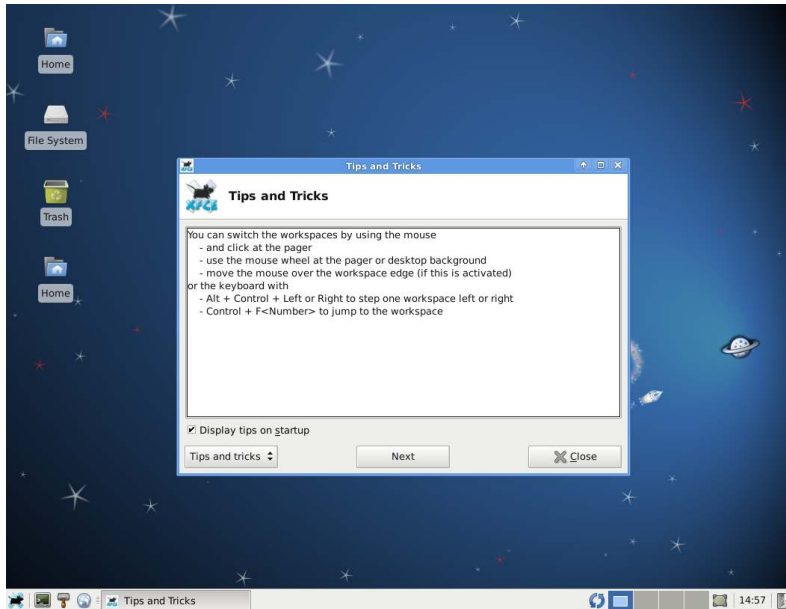 Home
File System
Trash
Home
Tips and Tricks
XFCE
Tips and Tricks
You can switch the workspaces by using the mouse
- and click at the pager
- use the mouse wheel at the pager or desktop background
- move the mouse over the workspace edge (if this is activated)
or the keyboard with
- Alt + Control + Left or Right to step one workspace left or right
- Control + F<Number> to jump to the workspace
Display tips on startup
Tips and tricks
Next
Close
Tips and Tricks
14:57